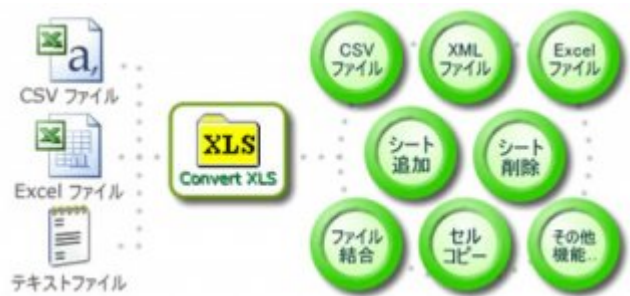 a,
CSV ファイル
Excel ファイル
テキストファイル
XLS
Convert XLS
CSV
ファイル
XML
ファイル
Excel
ファイル
シート
追加
シート
削除
ファイル
結合
セル
コピー
その他
機能..